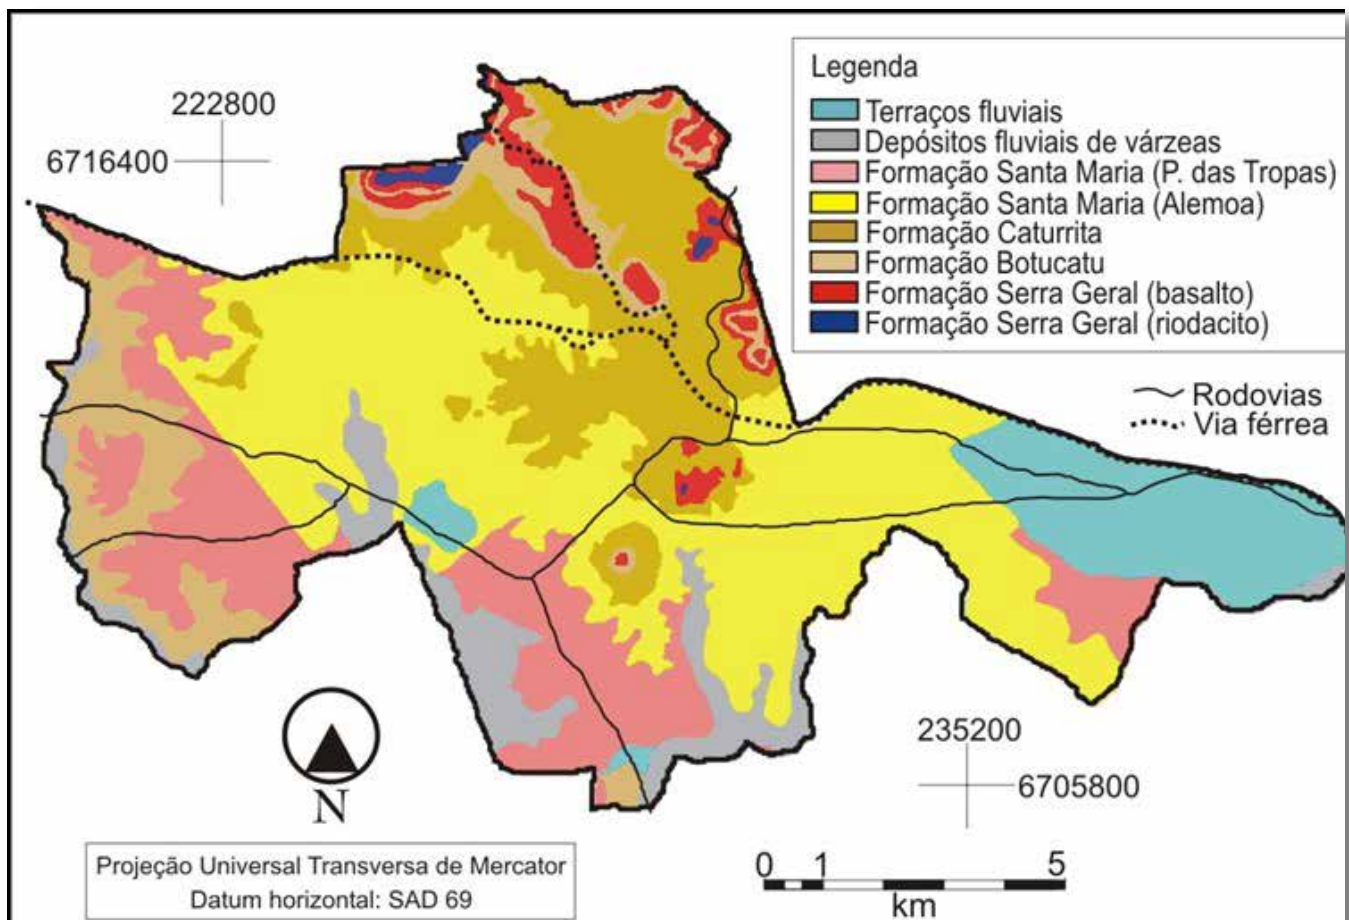 Legenda
Terraços fluviais
Depósitos fluviais de várzeas
Formação Santa Maria (P. das Tropas)
Formação Santa Maria (Alemoa)
Formação Caturrita
Formação Botucatu
Formação Serra Geral (basalto)
Formação Serra Geral (riodacito)
222800
6716400
Rodovias
Via férrea
235200
6705800
N
Projeção Universal Transversa de Mercator
Datum horizontal: SAD 69
0 1 5
km